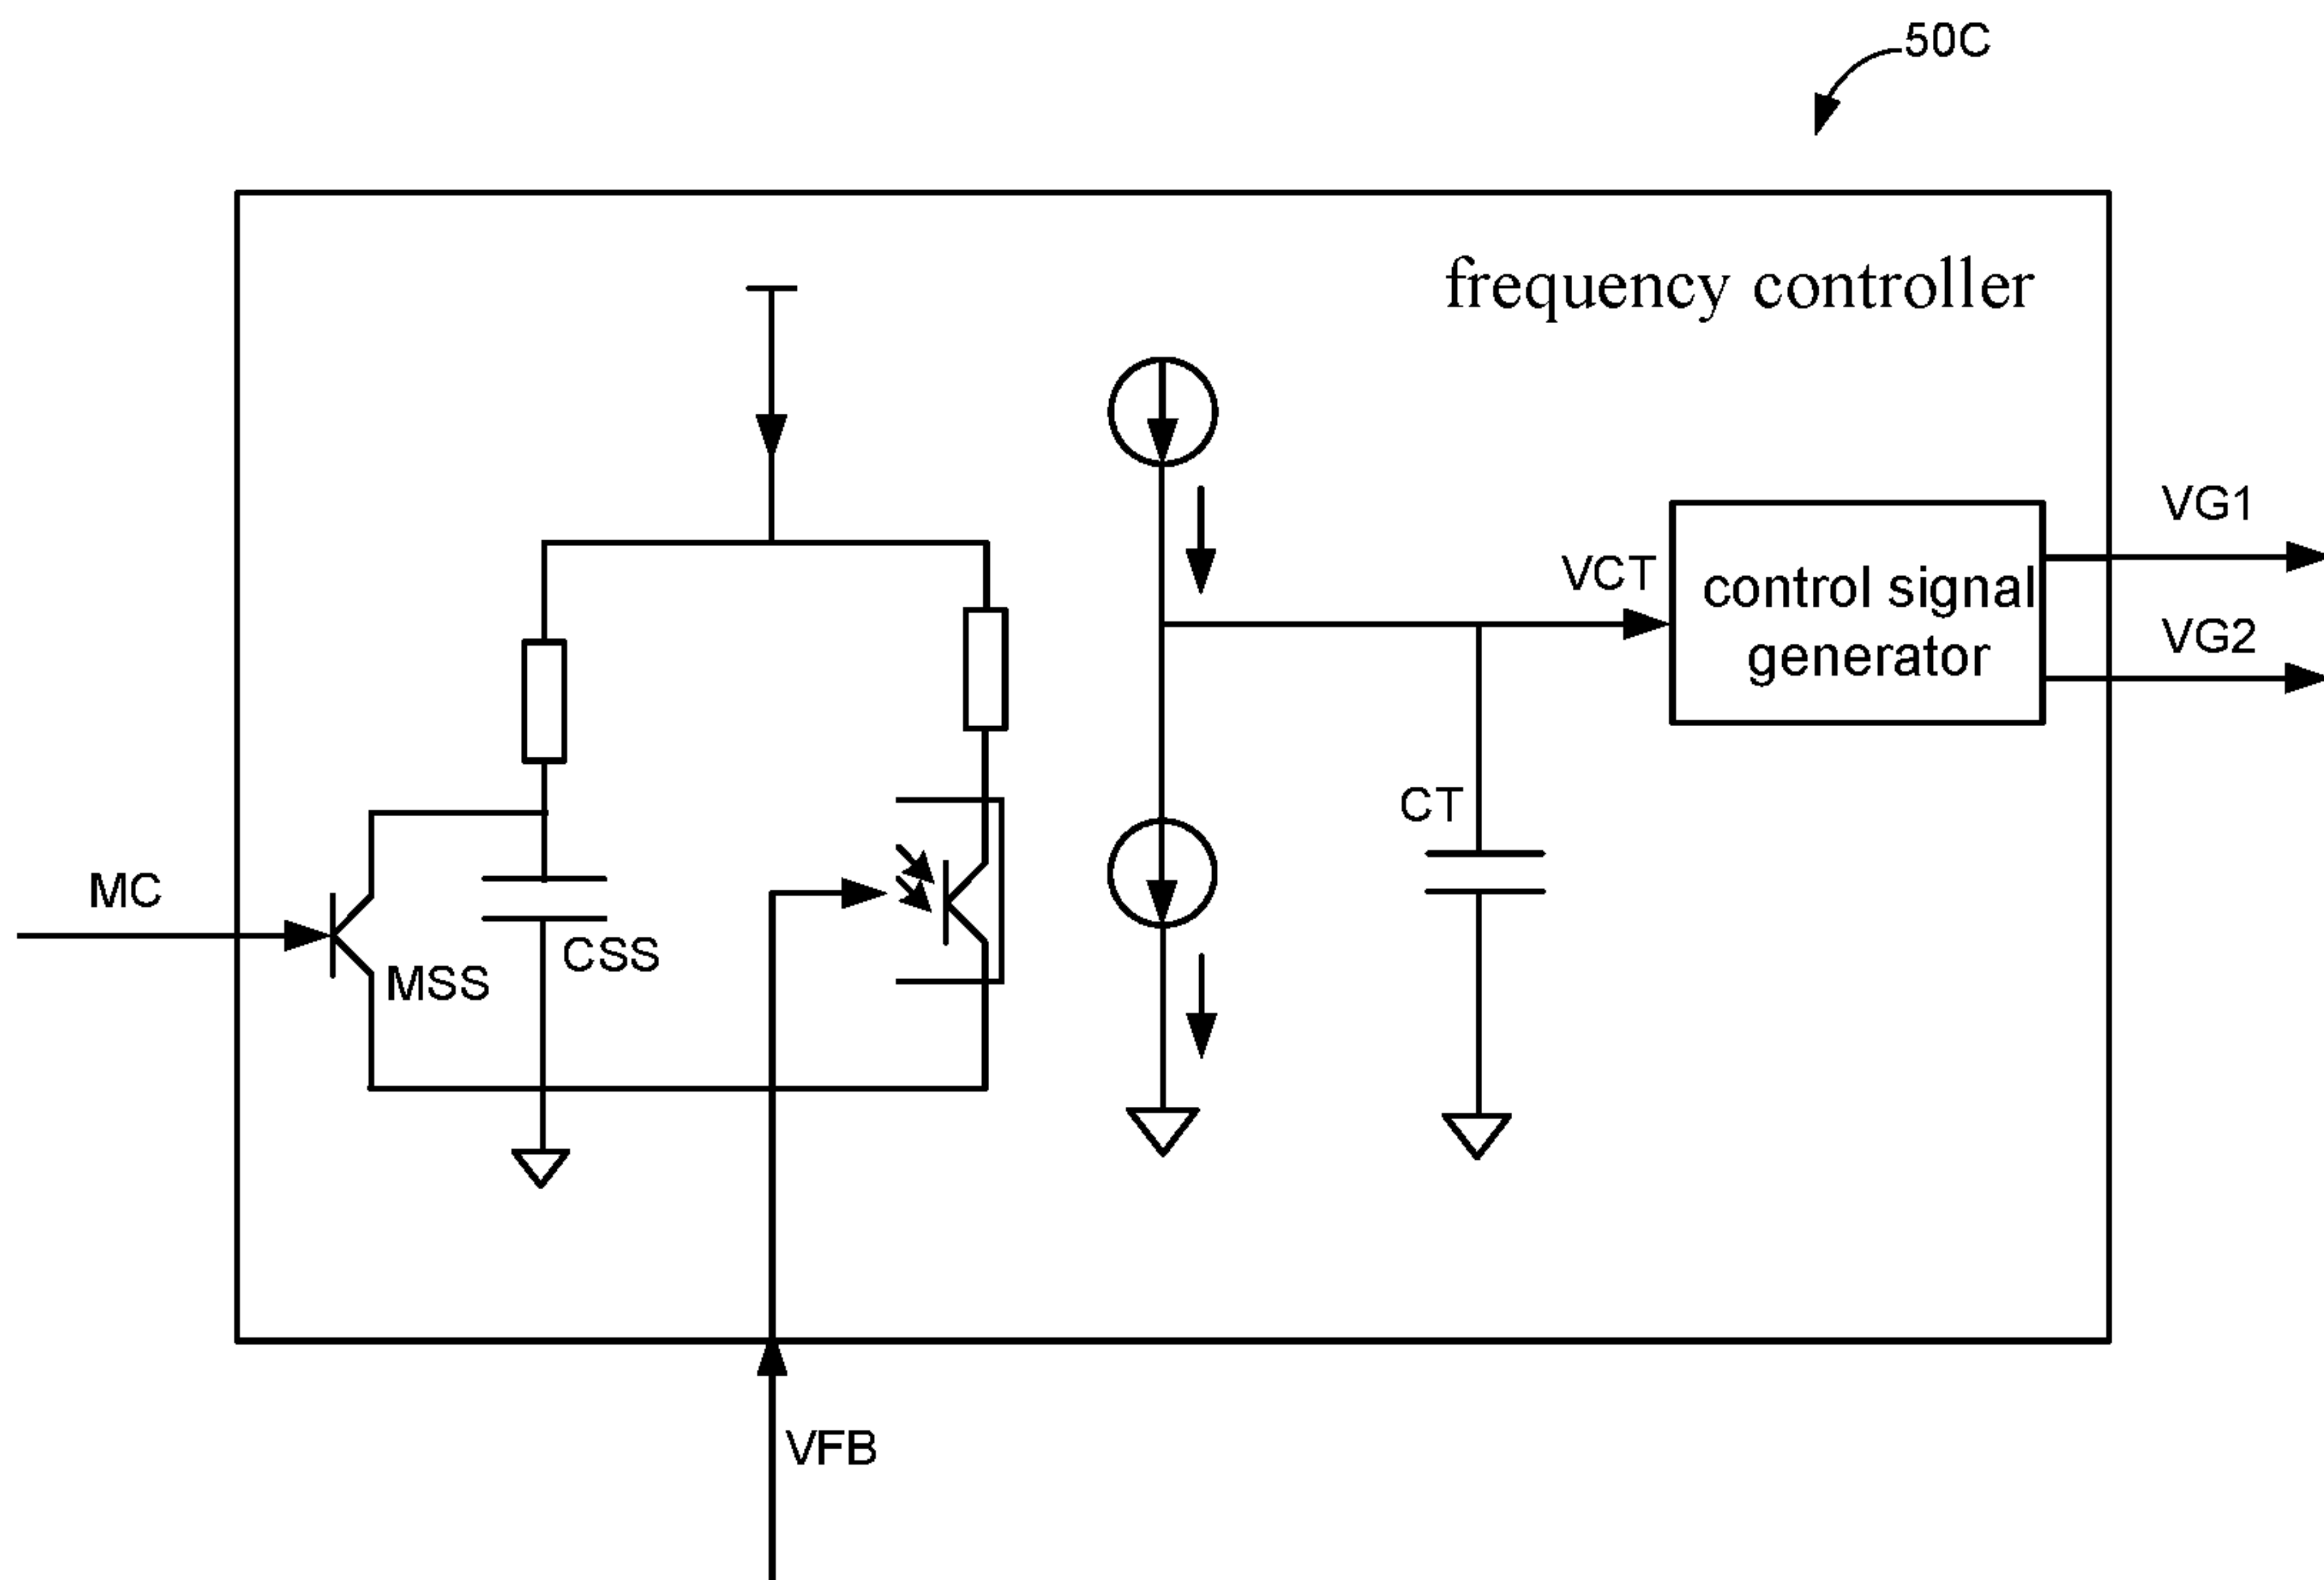 50C
frequency controller
VG1
VCT
control signal
generator
VG2
CT
MC
CSS
MSS
VFB